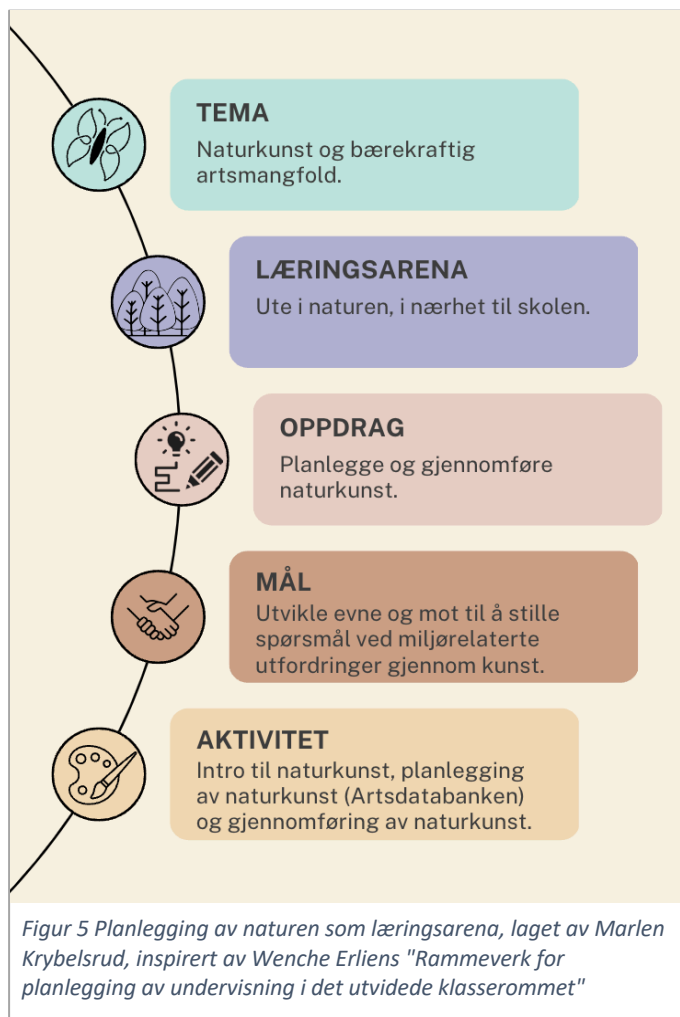 TEMA
Naturkunst og bærekraftig
artsmangfold.
LÆRINGSARENA
Ute i naturen, i nærhet til skolen.
OPPDRAG
Planlegge og gjennomføre
naturkunst.
MÅL
Utvikle evne og mot til å stille
spørsmål ved miljørelaterte
utfordringer gjennom kunst.
AKTIVITET
Intro til naturkunst, planlegging
av naturkunst (Artsdatabanken)
og gjennomføring av naturkunst.
Figur 5 Planlegging av naturen som læringsarena, laget av Marlen
Krybelsrud, inspirert av Wenche Erliens "Rammeverk for
planlegging av undervisning i det utvidede klasserommet"